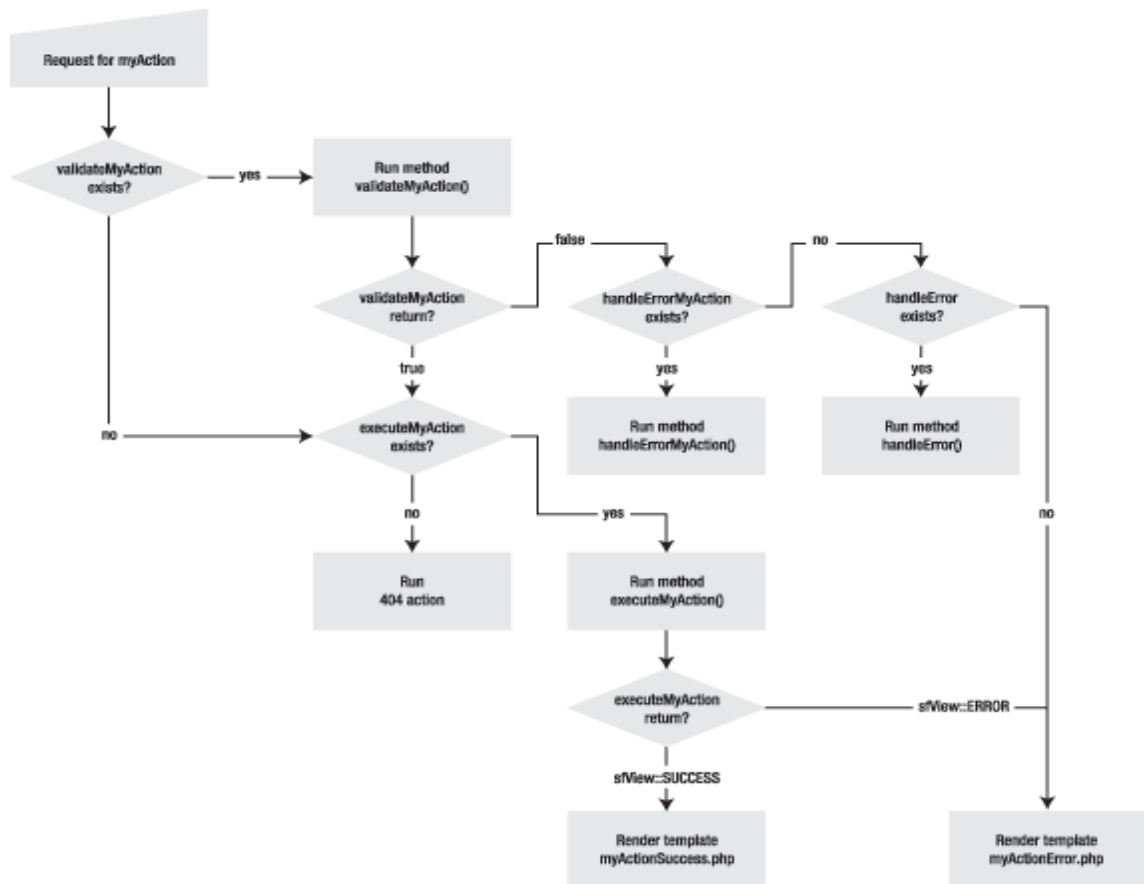 Request for myAction
validateMyAction
exists?
yes
Run method
validateMyAction()
false
no
validateMyAction
return?
handleErrorMyAction
exists?
handleError
exists?
true
yes
yes
no
executeMyAction
exists?
Run method
handleErrorMyAction()
Run method
handleError()
no
yes
no
Run
404 action
Run method
executeMyAction()
executeMyAction
return?
sfView::ERROR
sfView::SUCCESS
Render template
myActionSuccess.php
Render template
myActionError.php